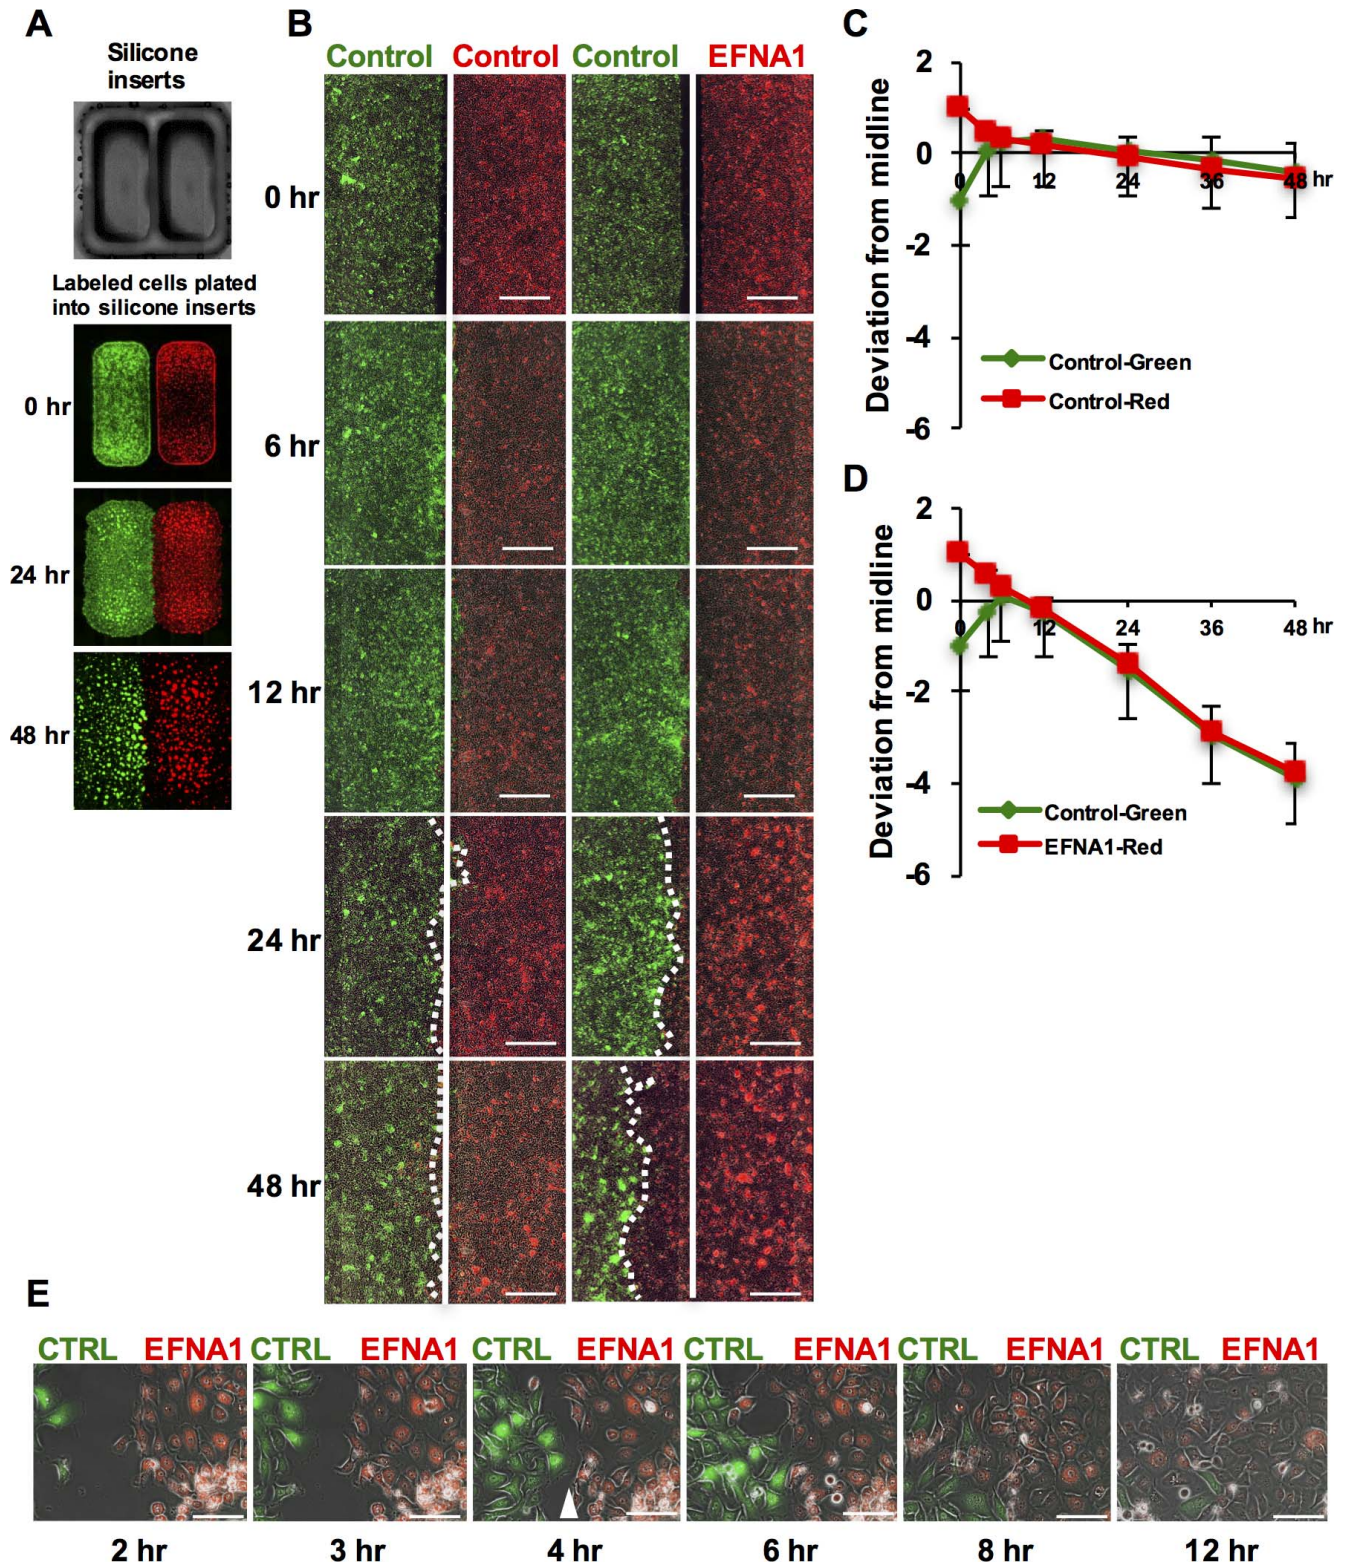 A
Silicone
inserts
Labeled cells plated
into silicone inserts
0 hr
24 hr
48 hr
B
Control Control Control EFNA1
0 hr
6 hr
12 hr
24 hr
48 hr
C
Deviation from midline
2
0
-2
-4
-6
0 12 24 36 48 hr
Control-Green
Control-Red
D
Deviation from midline
2
0
-2
-4
-6
0 12 24 36 48 hr
Control-Green
EFNA1-Red
E
CTRL EFNA1 CTRL EFNA1 CTRL EFNA1 CTRL EFNA1 CTRL EFNA1 CTRL EFNA1
2 hr 3 hr 4 hr 6 hr 8 hr 12 hr